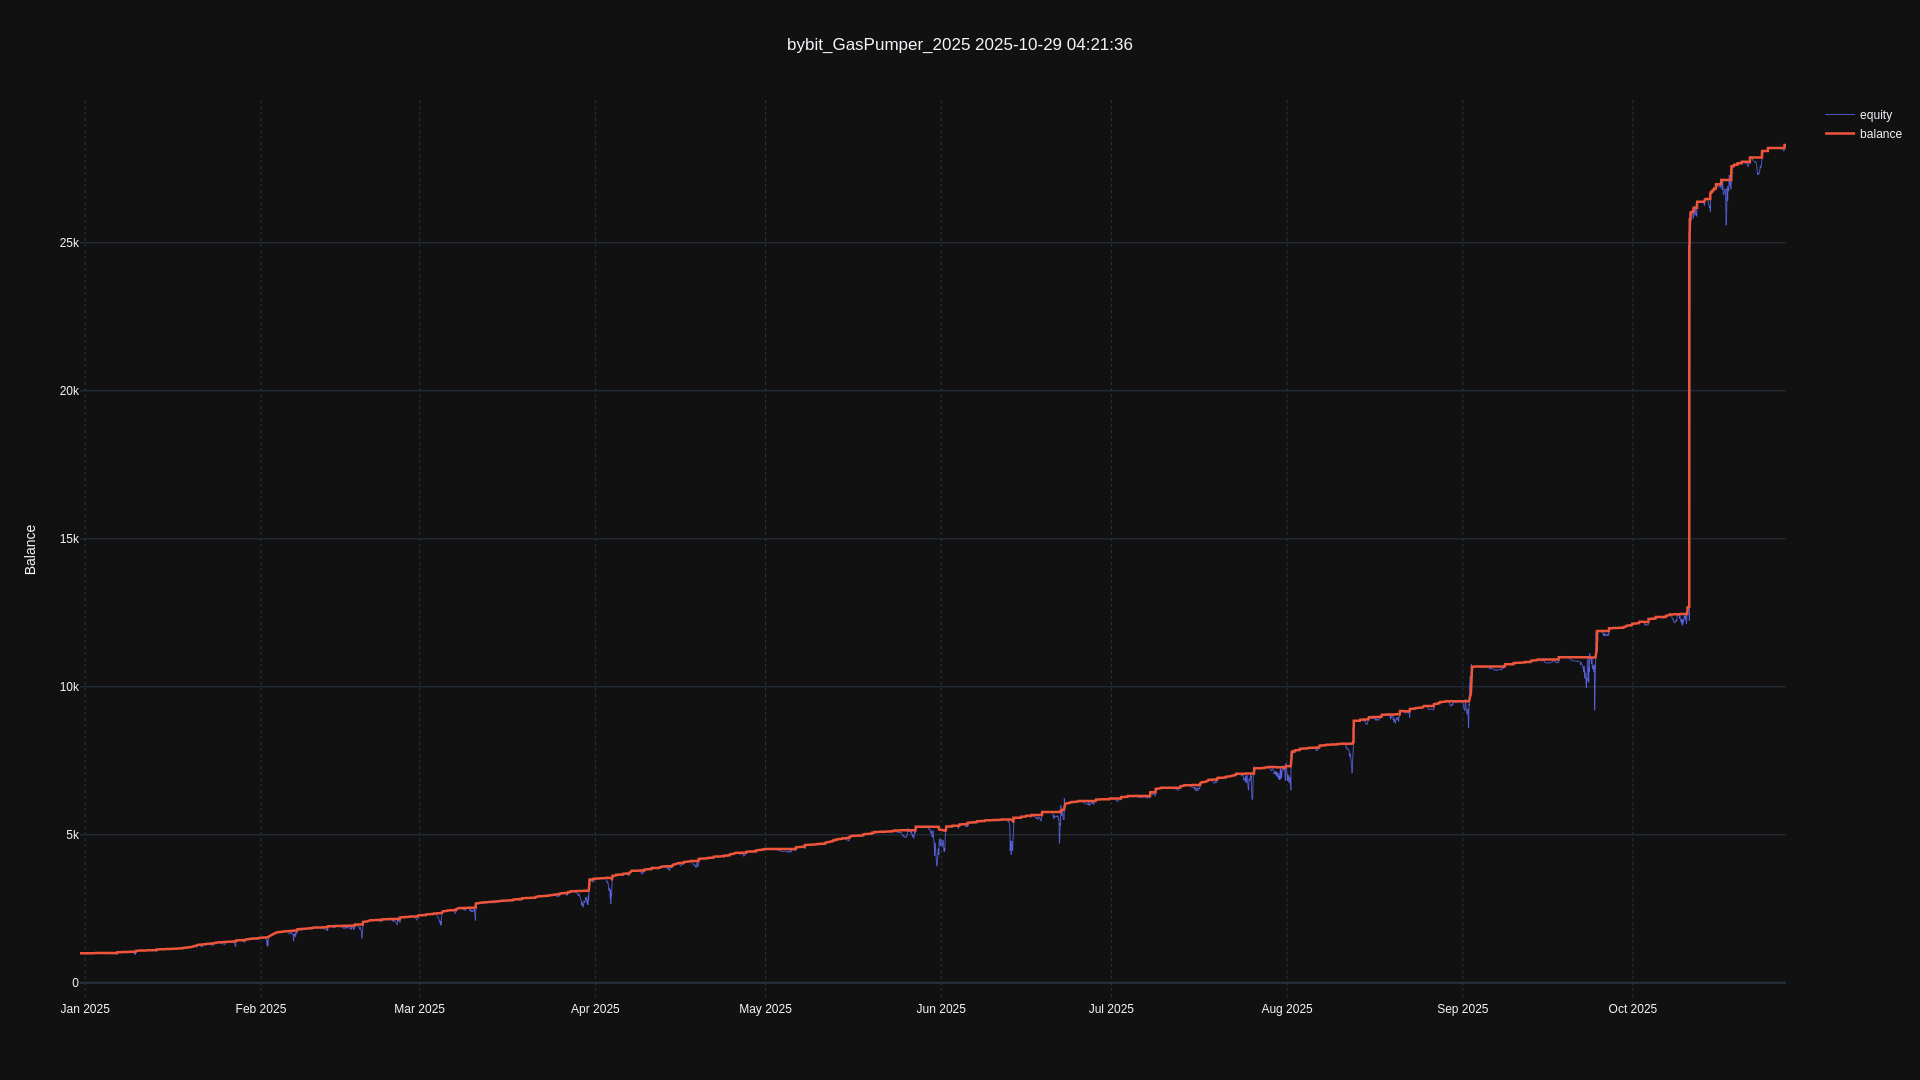 bybit_GasPumper_2025 2025-10-29 04:21:36
equity
balance
25k
20k
15k
10k
5k
0
Balance
Jan 2025
Feb 2025
Mar 2025
Apr 2025
May 2025
Jun 2025
Jul 2025
Aug 2025
Sep 2025
Oct 2025